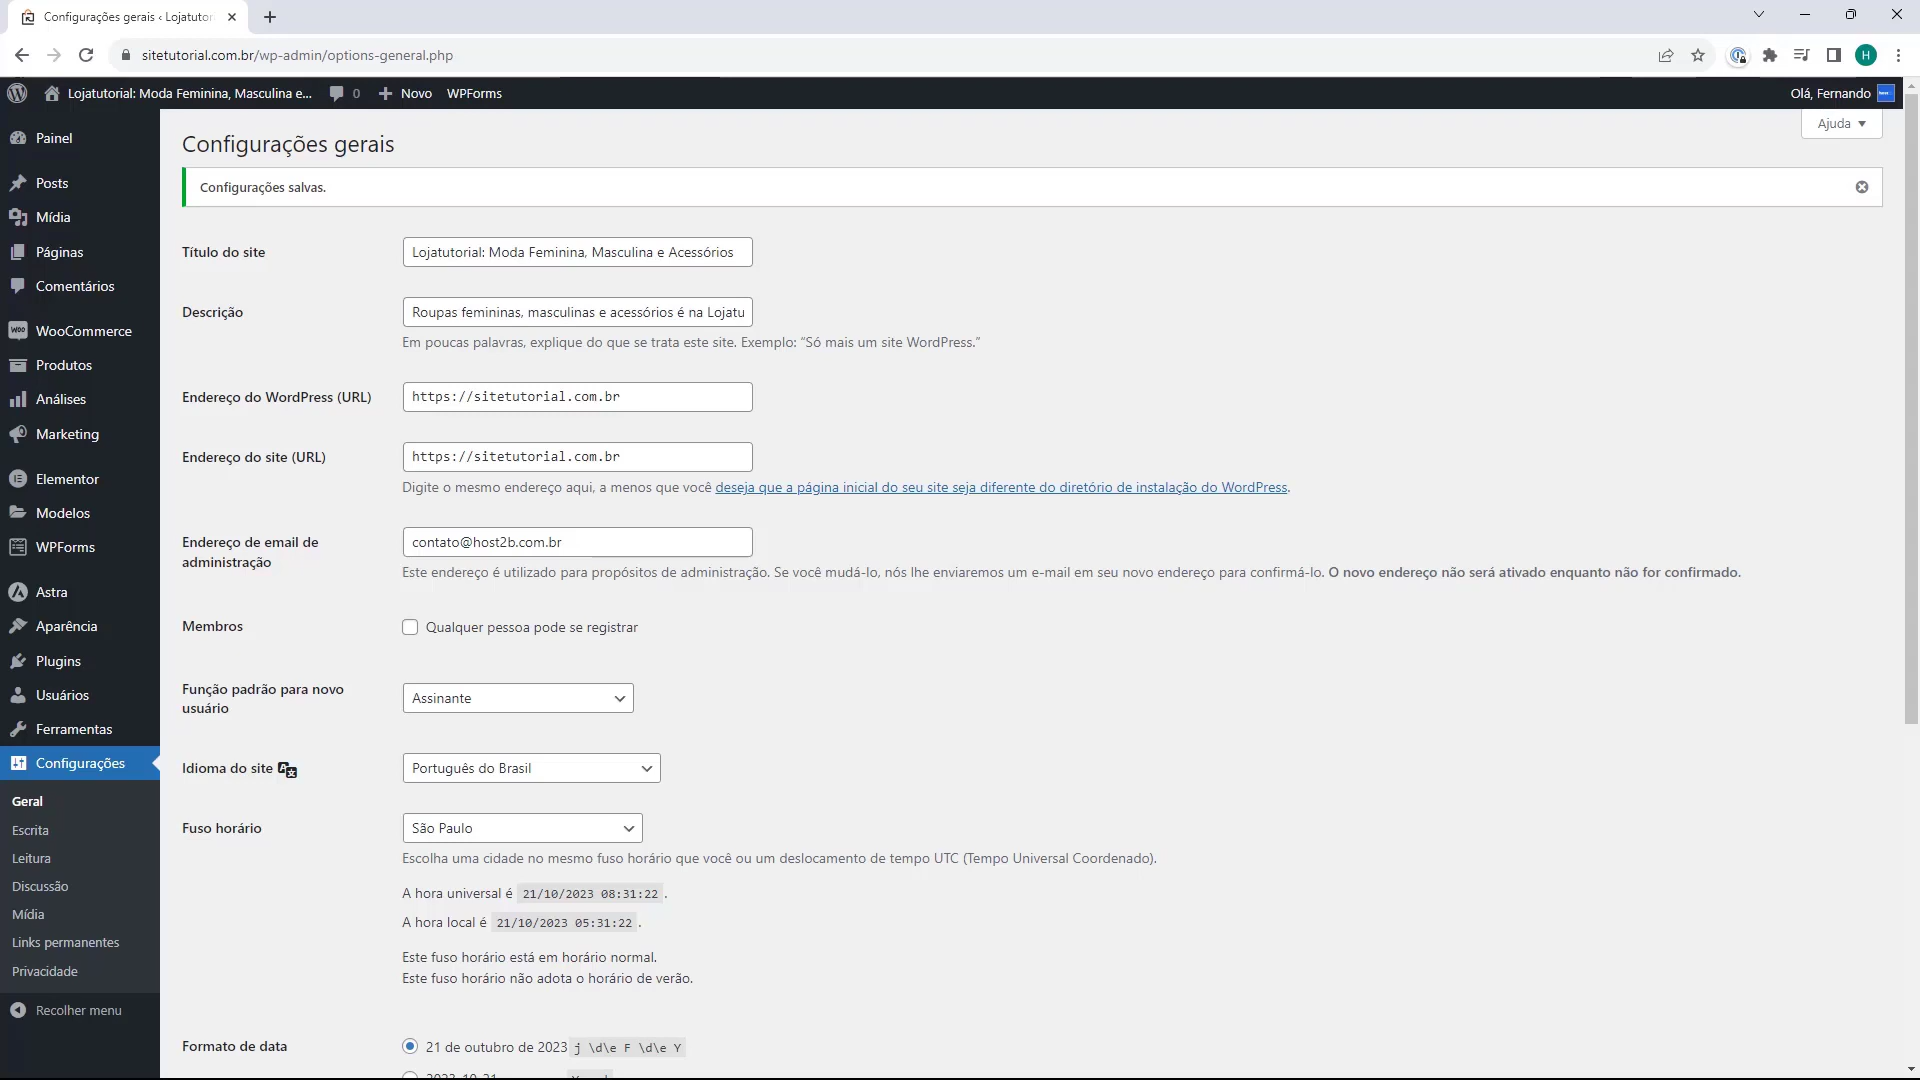 Configurações gerais ‹ Lojatutor
sitetutorial.com.br/wp-admin/options-general.php
H
Lojatutorial: Moda Feminina, Masculina e...
0
Novo
WPForms
Olá, Fernando
Painel
Posts
Mídia
Páginas
Comentários
WooCommerce
Produtos
Análises
Marketing
Elementor
Modelos
WPForms
Astra
Aparência
Plugins
Usuários
Ferramentas
Configurações
Geral
Escrita
Leitura
Discussão
Mídia
Links permanentes
Privacidade
Recolher menu
Ajuda
Configurações gerais
Configurações salvas.
Título do site
Lojatutorial: Moda Feminina, Masculina e Acessórios
Descrição
Roupas femininas, masculinas e acessórios é na Lojatu
Em poucas palavras, explique do que se trata este site. Exemplo: “Só mais um site WordPress.”
Endereço do WordPress (URL)
https://sitetutorial.com.br
Endereço do site (URL)
https://sitetutorial.com.br
Digite o mesmo endereço aqui, a menos que você deseja que a página inicial do seu site seja diferente do diretório de instalação do WordPress.
Endereço de email de
administração
contato@host2b.com.br
Este endereço é utilizado para propósitos de administração. Se você mudá-lo, nós lhe enviaremos um e-mail em seu novo endereço para confirmá-lo. O novo endereço não será ativado enquanto não for confirmado.
Membros
Qualquer pessoa pode se registrar
Função padrão para novo
usuário
Assinante
Idioma do site
Português do Brasil
Fuso horário
São Paulo
Escolha uma cidade no mesmo fuso horário que você ou um deslocamento de tempo UTC (Tempo Universal Coordenado).
A hora universal é 21/10/2023 08:31:22.
A hora local é 21/10/2023 05:31:22.
Este fuso horário está em horário normal.
Este fuso horário não adota o horário de verão.
Formato de data
21 de outubro de 2023 j \d\e F \d\e Y